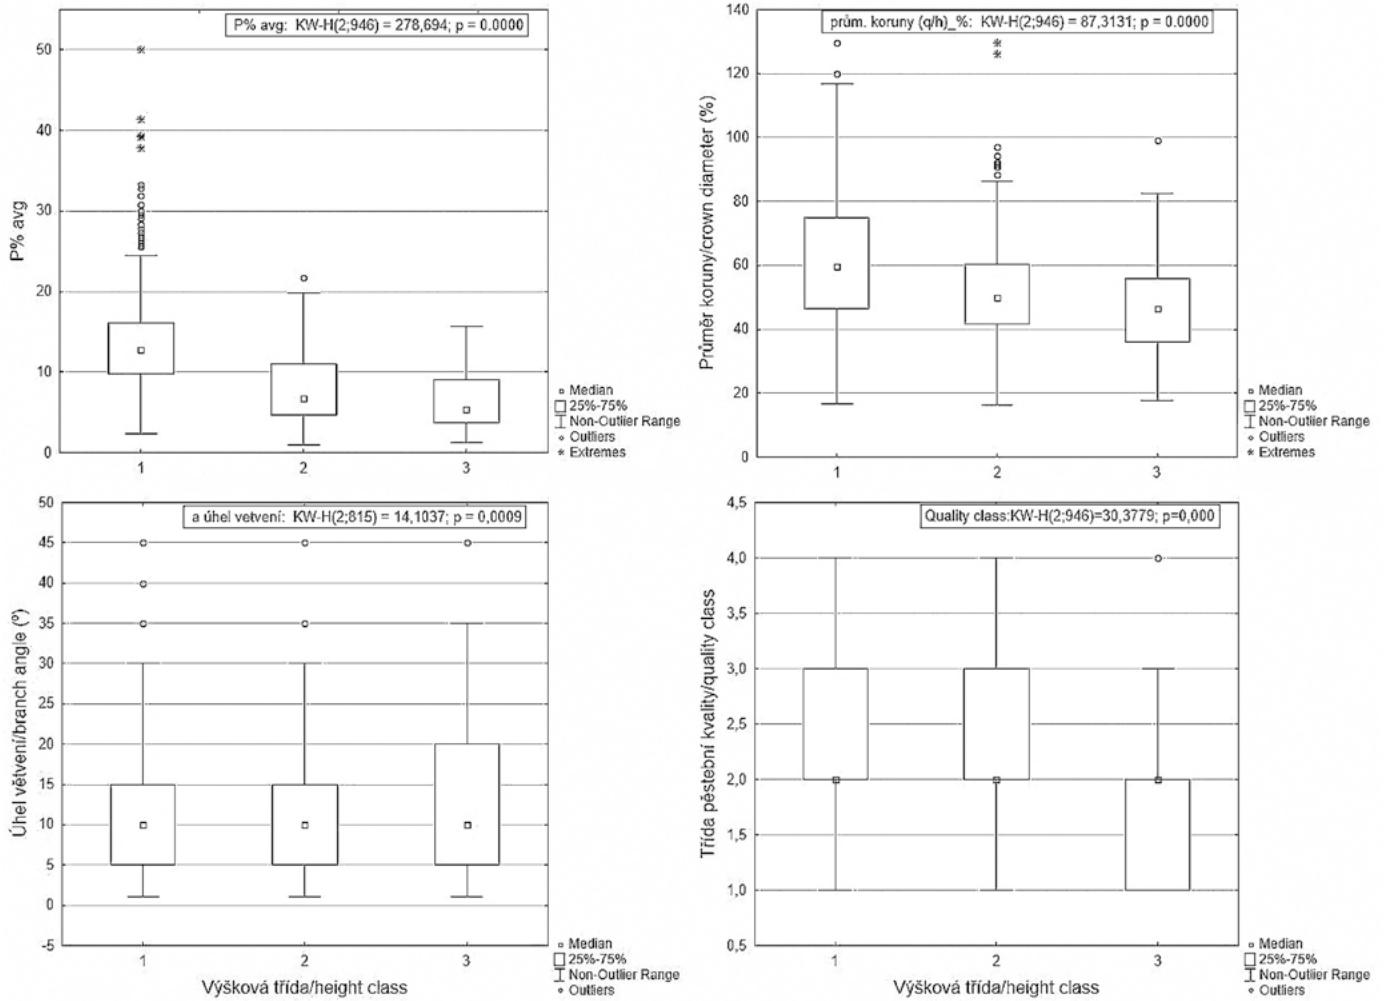 P% avg: KW-H(2;946) = 278,694; p = 0.0000
50
40
30
20
10
0
P% avg
1 2 3
Median
25%-75%
Non-Outlier Range
Outliers
Extremes
prům. koruny (q/h)_%: KW-H(2;946) = 87,3131; p = 0.0000
140
120
100
80
60
40
20
0
Průměr koruny/crown diameter (%)
1 2 3
Median
25%-75%
Non-Outlier Range
Outliers
Extremes
a úhel vetvení: KW-H(2;815) = 14,1037; p = 0,0009
50
45
40
35
30
25
20
15
10
5
0
-5
Úhel větvení/branch angle (°)
1 2 3
Výšková třída/height class
Median
25%-75%
Non-Outlier Range
Outliers
Quality class:KW-H(2;946)=30,3779; p=0,000
4,5
4,0
3,5
3,0
2,5
2,0
1,5
1,0
0,5
Třída pěstební kvality/quality class
1 2 3
Výšková třída/height class
Median
25%-75%
Non-Outlier Range
Outliers